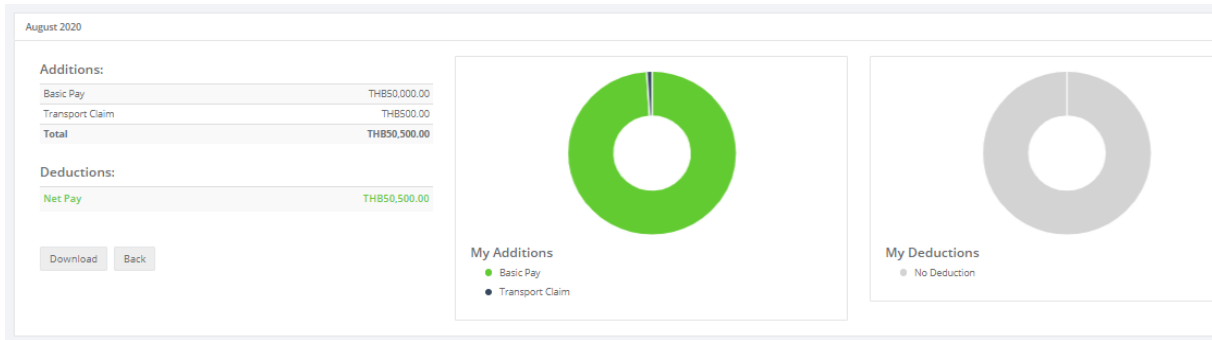 August 2020
Additions:
Basic Pay THB50,000.00
Transport Claim THB500.00
Total THB50,500.00
Deductions:
Net Pay THB50,500.00
Download Back
My Additions
Basic Pay
Transport Claim
My Deductions
No Deduction